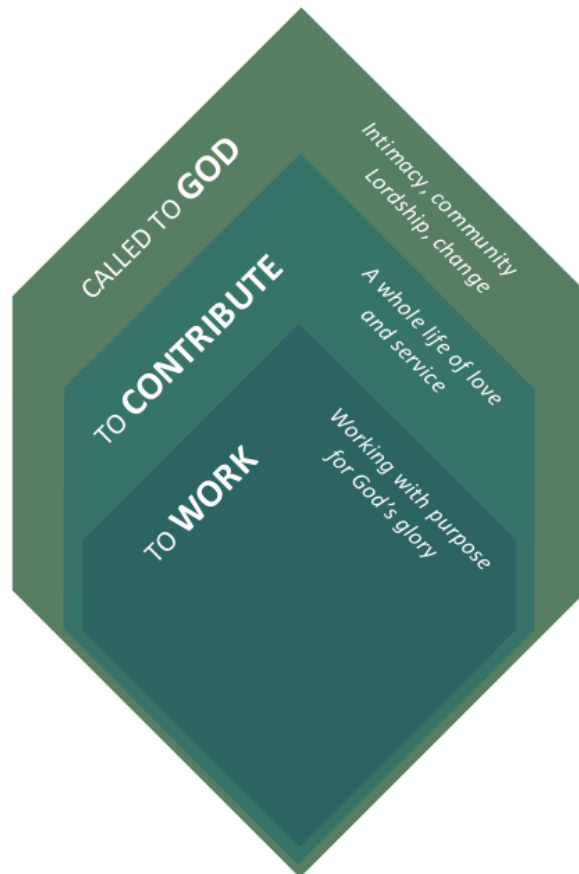 CALLED TO GOD
Intimacy, community
Lordship, change
TO CONTRIBUTE
A whole life of love
and service
TO WORK
Working with purpose
for God's glory